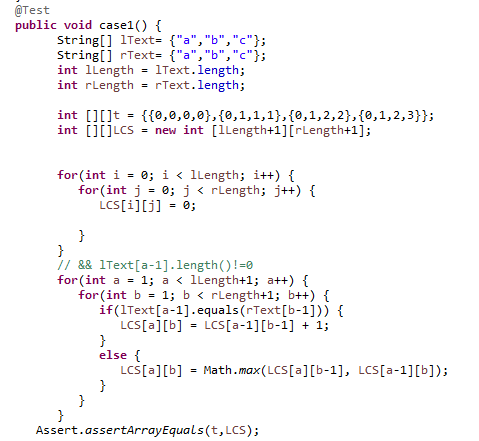 @Test
public void case1() {
String[] lText= {"a","b","c"};
String[] rText= {"a","b","c"};
int lLength = lText.length;
int rLength = rText.length;
int [][]t = {{0,0,0,0},{0,1,1,1},{0,1,2,2},{0,1,2,3}};
int [][]LCS = new int [lLength+1][rLength+1];
for(int i = 0; i < lLength; i++) {
for(int j = 0; j < rLength; j++) {
LCS[i][j] = 0;
}
}
// && lText[a-1].length()!=0
for(int a = 1; a < lLength+1; a++) {
for(int b = 1; b < rLength+1; b++) {
if(lText[a-1].equals(rText[b-1])) {
LCS[a][b] = LCS[a-1][b-1] + 1;
}
else {
LCS[a][b] = Math.max(LCS[a][b-1], LCS[a-1][b]);
}
}
}
Assert.assertArrayEquals(t,LCS);